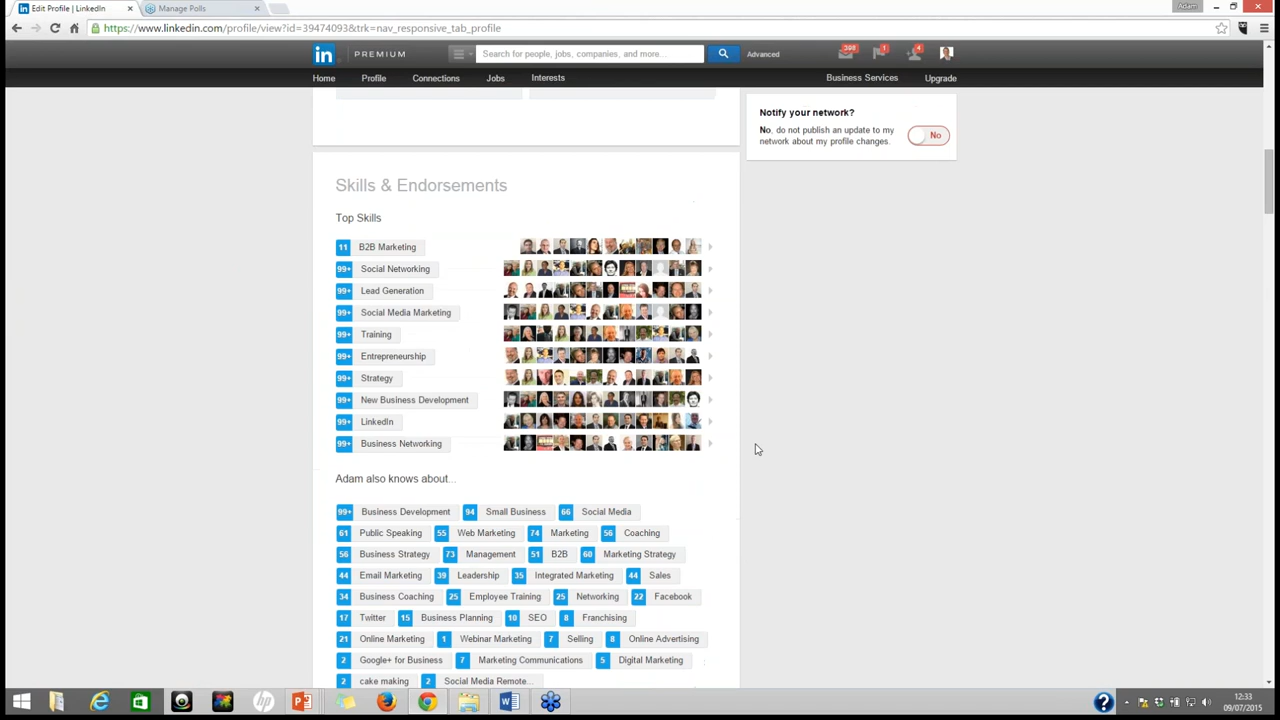 Edit Profile | LinkedIn
Manage Polls
Adam
https://www.linkedin.com/profile/view?id=39474093&trk=nav_responsive_tab_profile
in PREMIUM
Search for people, jobs, companies, and more...
Advanced
398
1
4
Home Profile Connections Jobs Interests
Business Services Upgrade
Notify your network?
No, do not publish an update to my
network about my profile changes.
No
Skills & Endorsements
Top Skills
11 B2B Marketing
99+ Social Networking
99+ Lead Generation
99+ Social Media Marketing
99+ Training
99+ Entrepreneurship
99+ Strategy
99+ New Business Development
99+ LinkedIn
99+ Business Networking
Adam also knows about...
99+ Business Development 94 Small Business 66 Social Media
61 Public Speaking 55 Web Marketing 74 Marketing 56 Coaching
56 Business Strategy 73 Management 51 B2B 60 Marketing Strategy
44 Email Marketing 39 Leadership 35 Integrated Marketing 44 Sales
34 Business Coaching 25 Employee Training 25 Networking 22 Facebook
17 Twitter 15 Business Planning 10 SEO 8 Franchising
21 Online Marketing 1 Webinar Marketing 7 Selling 8 Online Advertising
2 Google+ for Business 7 Marketing Communications 5 Digital Marketing
2 cake making 2 Social Media Remote...
12:33
09/07/2015